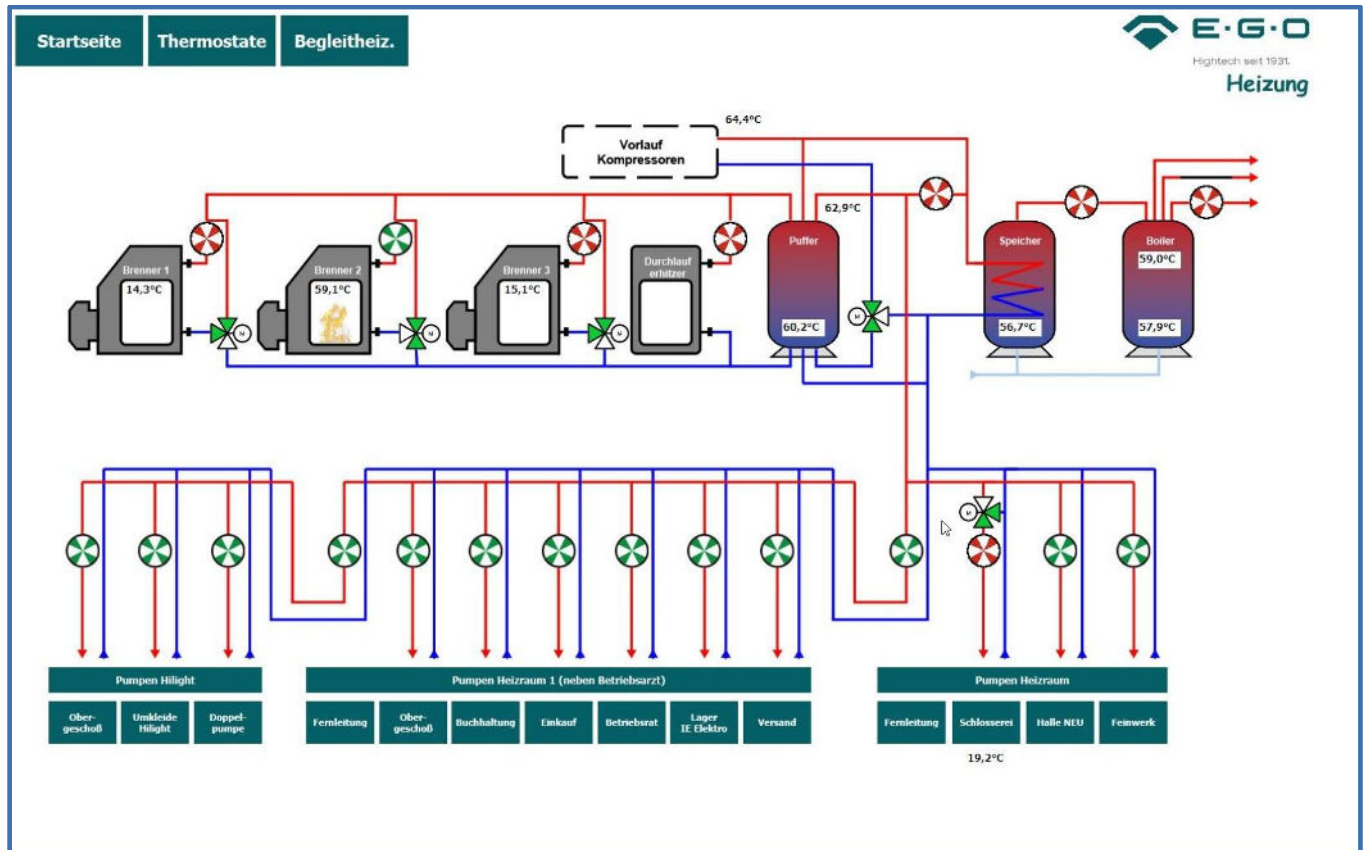 Startseite
Thermostate
Begleitheiz.
E·G·O
Hightech seit 1931.
Heizung
64,4°C
Vorlauf
Kompressoren
62,9°C
Brenner 1
14,3°C
Brenner 2
59,1°C
Brenner 3
15,1°C
Durchlauf
erhitzer
Puffer
60,2°C
Speicher
56,7°C
Boiler
59,0°C
57,9°C
M
M
M
M
M
Pumpen Hilight
Pumpen Heizraum 1 (neben Betriebsarzt)
Pumpen Heizraum
Ober-
geschoß
Umkleide
Hilight
Doppel-
pumpe
Fernleitung
Ober-
geschoß
Buchhaltung
Einkauf
Betriebsrat
Lager
IE Elektro
Versand
Fernleitung
Schlosserei
Halle NEU
Feinwerk
19,2°C